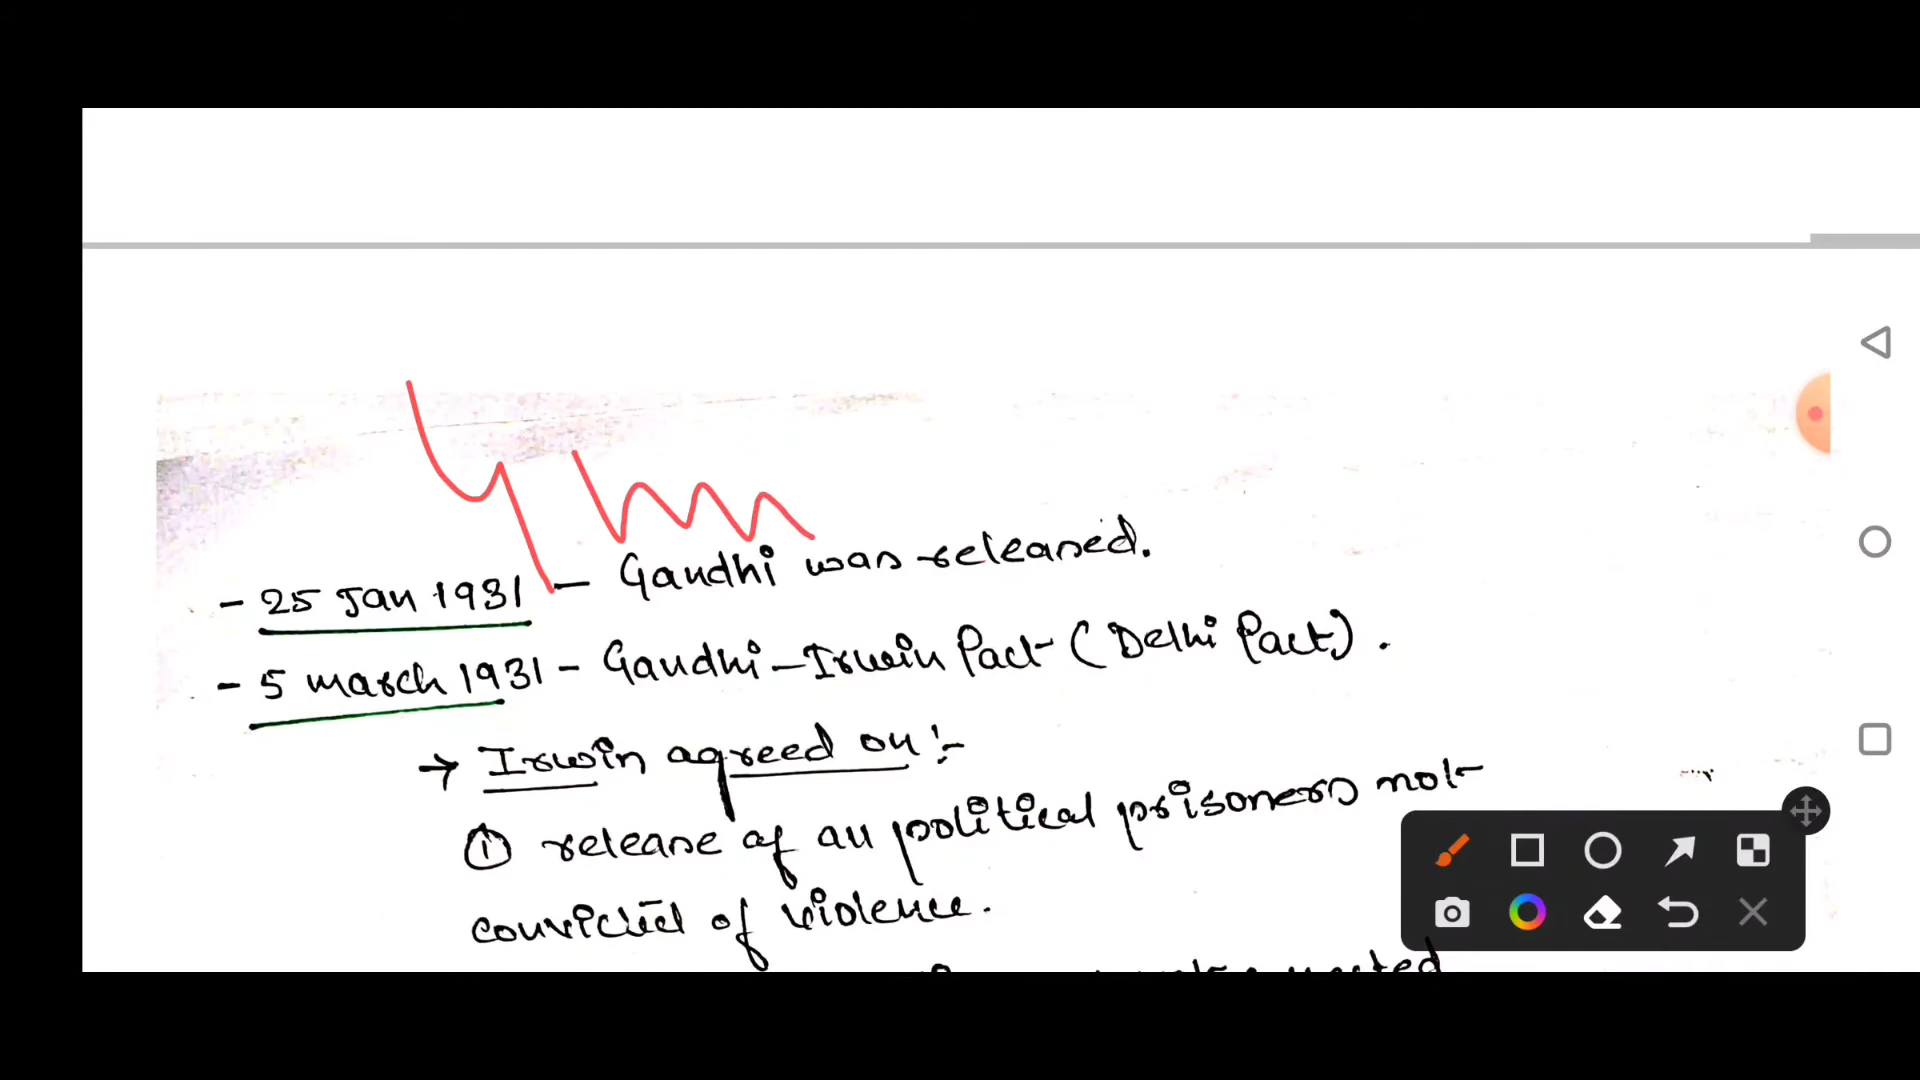 - 25 Jan 1931 - Gandhi was released.
- 5 march 1931 - Gandhi-Irwin Pact (Delhi Pact).
→ Irwin agreed on :-
① release of all political prisoners not
convicted of violence.